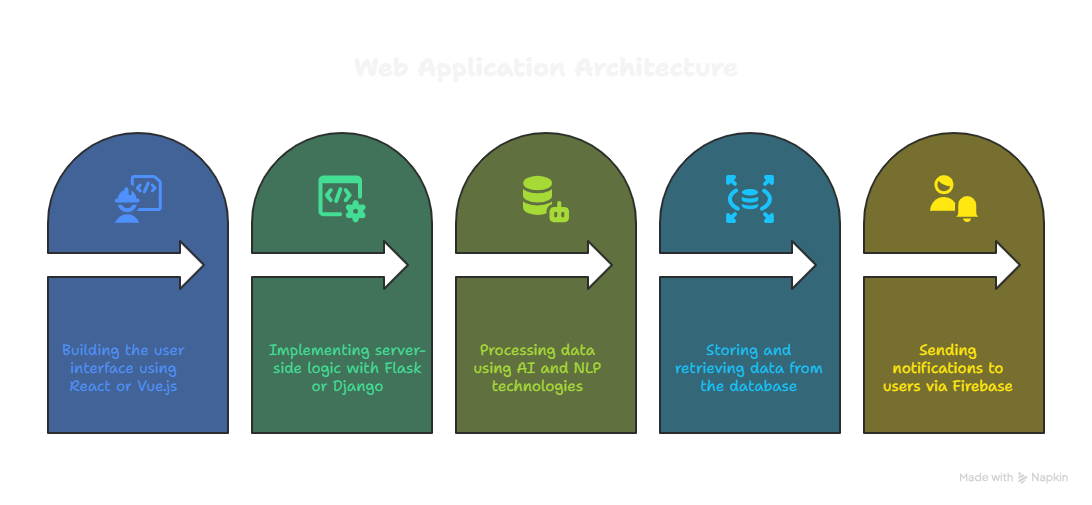 Web Application Architecture
Building the user
interface using
React or Vue.js
Implementing server-
side logic with Flask
or Django
Processing data
using AI and NLP
technologies
Storing and
retrieving data from
the database
Sending
notifications to
users via Firebase
Made with Napkin